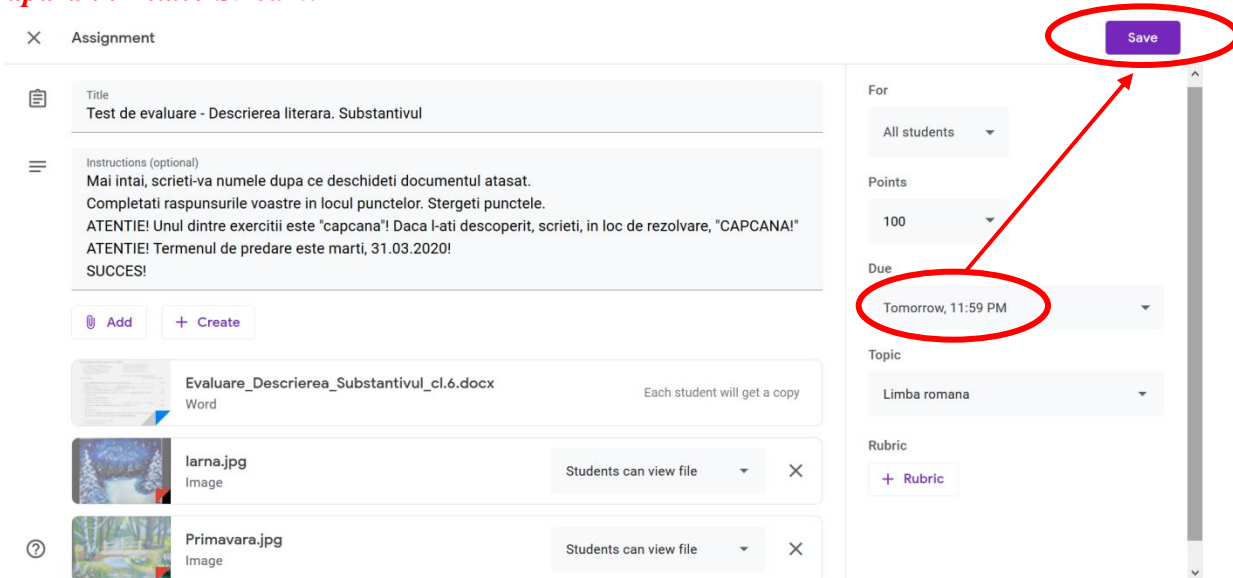 Assignment
Save
Title
Test de evaluare - Descrierea literara. Substantivul
Instructions (optional)
Mai intai, scrieti-va numele dupa ce deschideti documentul atasat.
Completati raspunsurile voastre in locul punctelor. Stergeti punctele.
ATENTIE! Unul dintre exercitii este "capcana"! Daca l-ati descoperit, scrieti, in loc de rezolvare, "CAPCANA!"
ATENTIE! Termenul de predare este marti, 31.03.2020!
SUCCES!
Add
+ Create
Evaluare_Descrierea_Substantivul_cl.6.docx
Word
Each student will get a copy
Iarna.jpg
Image
Students can view file
Primavara.jpg
Image
Students can view file
For
All students
Points
100
Due
Tomorrow, 11:59 PM
Topic
Limba romana
Rubric
+ Rubric